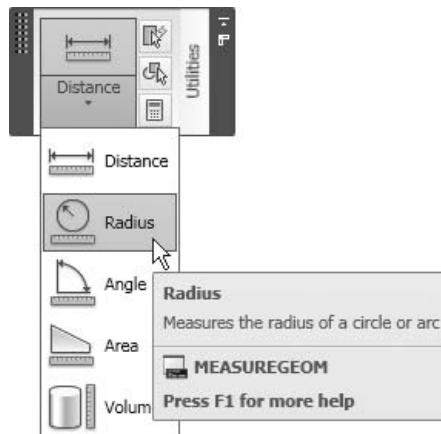 Distance
Utilities
Distance
Radius
Angle
Radius
Measures the radius of a circle or arc
Area
MEASUREGEOM
Volum
Press F1 for more help